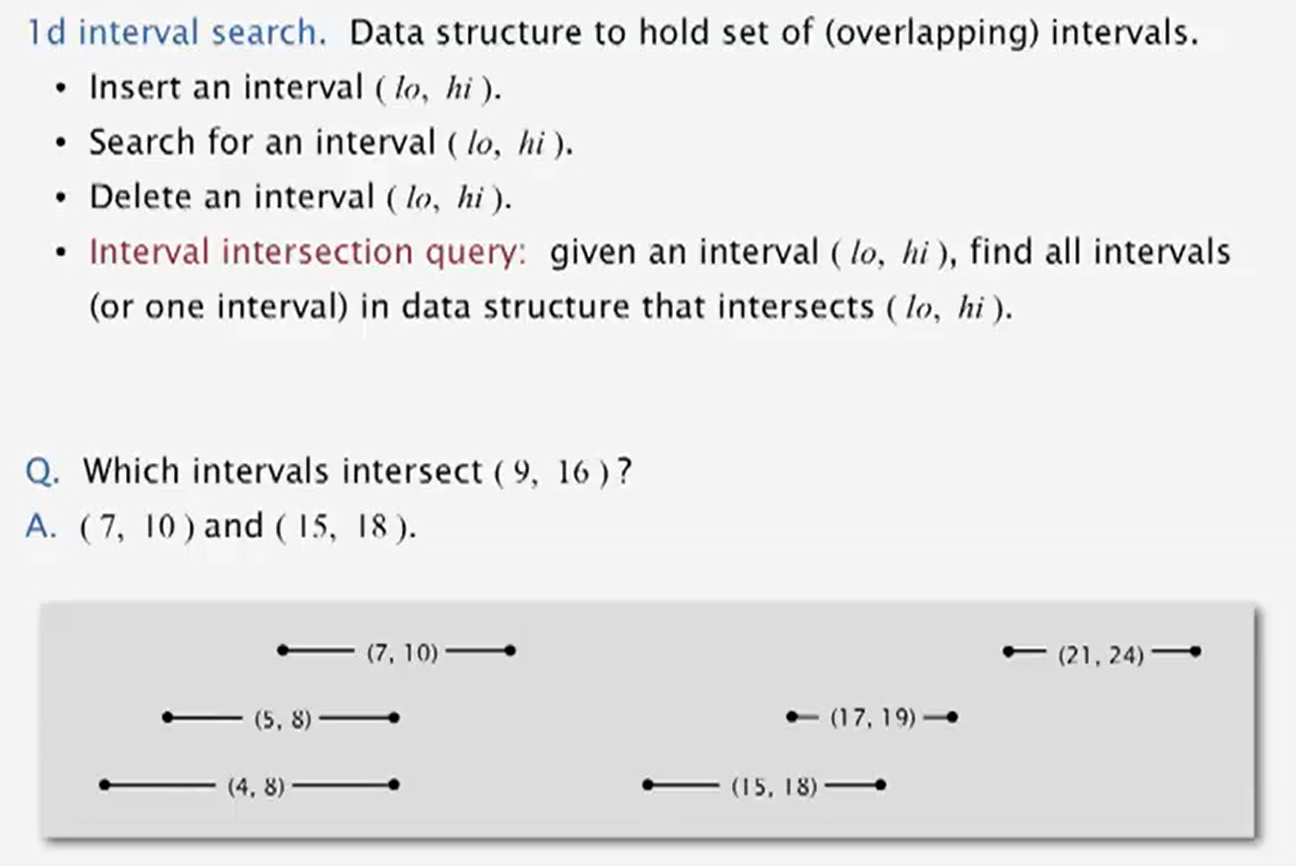 1d interval search. Data structure to hold set of (overlapping) intervals.
• Insert an interval ( lo, hi ).
• Search for an interval ( lo, hi ).
• Delete an interval ( lo, hi ).
• Interval intersection query: given an interval ( lo, hi ), find all intervals
(or one interval) in data structure that intersects ( lo, hi ).
Q. Which intervals intersect ( 9, 16 ) ?
A. ( 7, 10 ) and ( 15, 18 ).
(7, 10)
(21, 24)
(5, 8)
(17, 19)
(4, 8)
(15, 18)